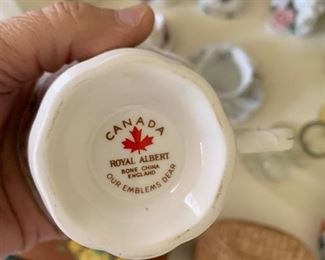 CANADA
ROYAL ALBERT
BONE CHINA
ENGLAND
OUR EMBLEMS DEAR